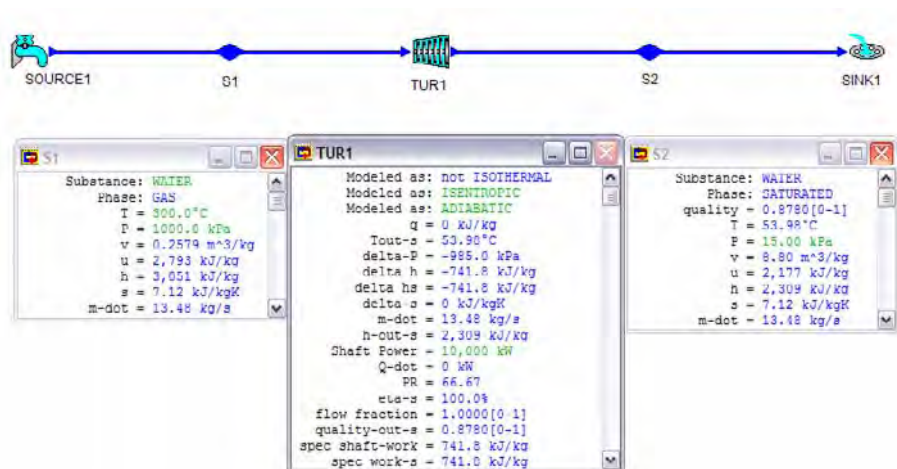 SOURCE1
S1
TUR1
S2
SINK1
S1
Substance: WATER
Phase: GAS
T = 300.0°C
P = 1000.0 kPa
v = 0.2579 m^3/kg
u = 2,793 kJ/kg
h = 3,051 kJ/kg
s = 7.12 kJ/kgK
m-dot = 13.48 kg/s
TUR1
Modeled as: not ISOTHERMAL
Modeled as: ISENTROPIC
Modeled as: ADIABATIC
q = 0 kJ/kg
Tout-s = 53.98°C
delta-P = -985.0 kPa
delta h = -741.8 kJ/kg
delta hs = -741.8 kJ/kg
delta-s = 0 kJ/kgK
m-dot = 13.48 kg/s
h-out-s = 2,309 kJ/kg
Shaft Power = 10,000 kW
Q-dot = 0 kW
PR = 66.67
eta-s = 100.0%
flow fraction = 1.0000[0-1]
quality-out-s = 0.8780[0-1]
spec shaft-work = 741.8 kJ/kg
spec work-s = 741.8 kJ/kg
S2
Substance: WATER
Phase: SATURATED
quality = 0.8780[0-1]
T = 53.98°C
P = 15.00 kPa
v = 8.80 m^3/kg
u = 2,177 kJ/kg
h = 2,309 kJ/kg
s = 7.12 kJ/kgK
m-dot = 13.48 kg/s